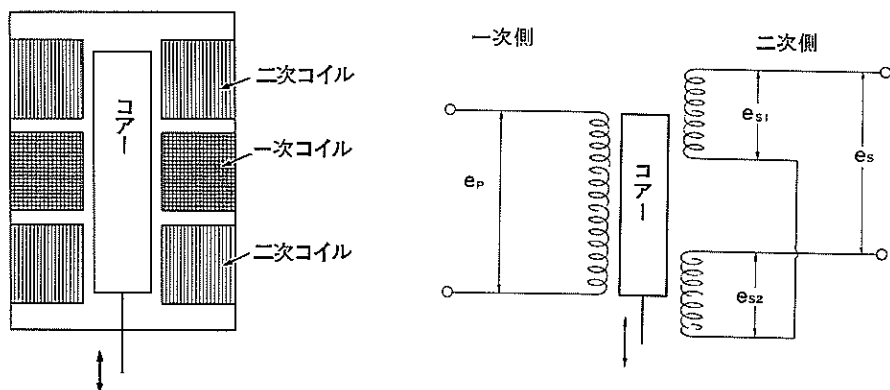 コアー
二次コイル
一次コイル
二次コイル
一次側
二次側
eP
コアー
eS1
eS2
eS